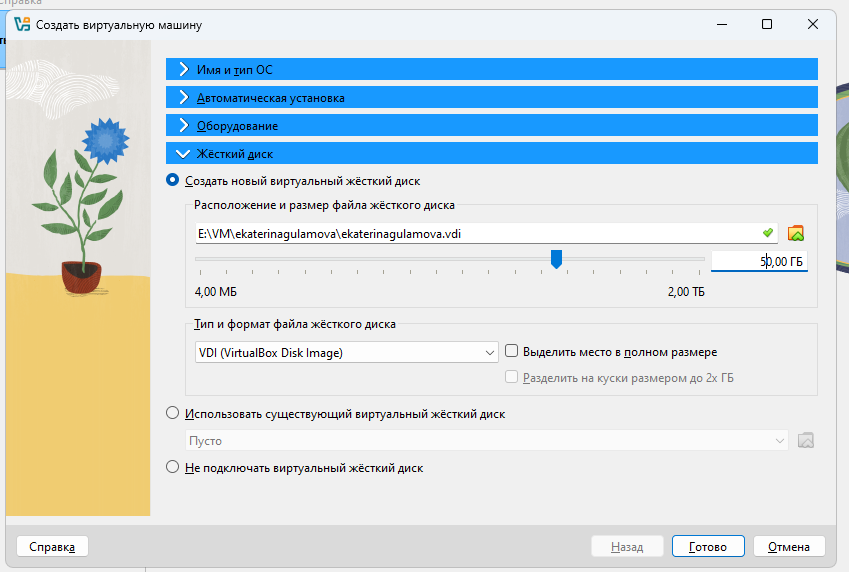 Справка
Создать виртуальную машину
Имя и тип ОС
Автоматическая установка
Оборудование
Жёсткий диск
Создать новый виртуальный жёсткий диск
Расположение и размер файла жёсткого диска
E:\VM\ekaterinagulamova\ekaterinagulamova.vdi
50,00 ГБ
4,00 МБ 2,00 ТБ
Тип и формат файла жёсткого диска
VDI (VirtualBox Disk Image) Выделить место в полном размере
Разделить на куски размером до 2х ГБ
Использовать существующий виртуальный жёсткий диск
Пусто
Не подключать виртуальный жёсткий диск
Справка Назад Готово Отмена